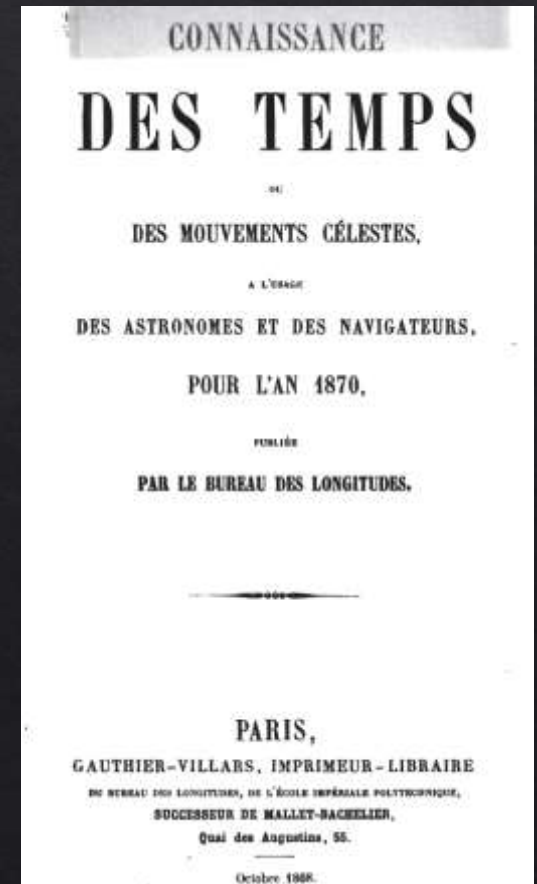 CONNAISSANCE
DES TEMPS
OU
DES MOUVEMENTS CÉLESTES,
A L'USAGE
DES ASTRONOMES ET DES NAVIGATEURS,
POUR L'AN 1870,
PUBLIÉE
PAR LE BUREAU DES LONGITUDES.
PARIS,
GAUTHIER-VILLARS, IMPRIMEUR-LIBRAIRE
DU BUREAU DES LONGITUDES, DE L'ÉCOLE IMPÉRIALE POLYTECHNIQUE,
SUCCESSEUR DE MALLET-BACHELIER,
Quai des Augustins, 55.
Octobre 1868.